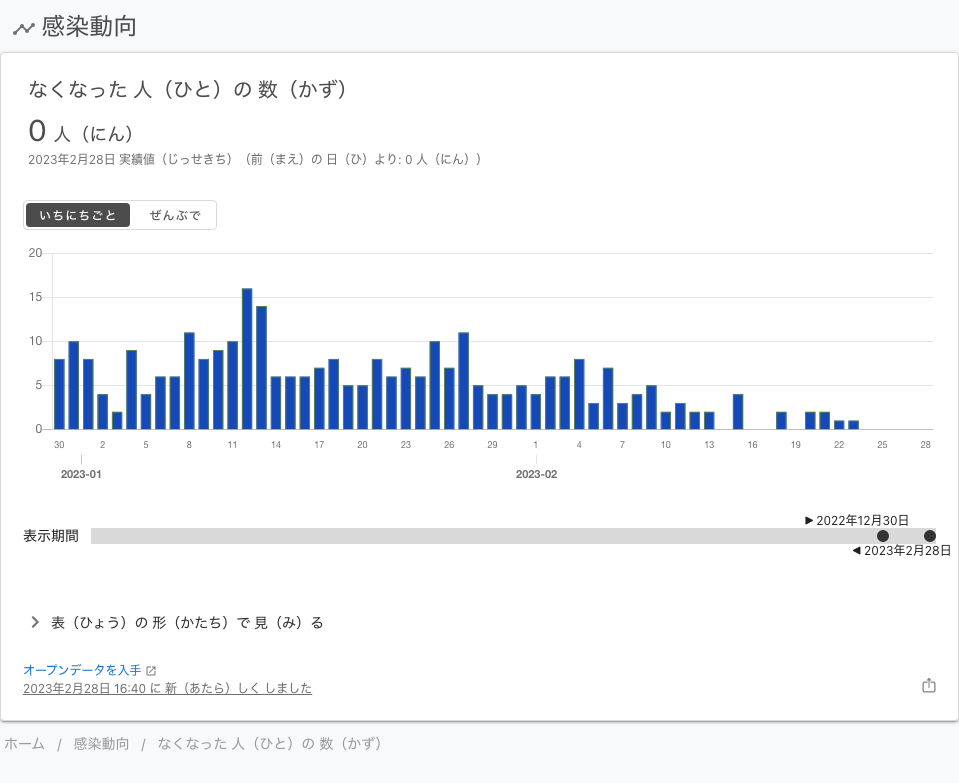 感染動向
なくなった 人（ひと）の 数（かず）
0 人（にん）
2023年2月28日 実績値（じっせきち）（前（まえ）の 日（ひ）より: 0 人（にん））
いちにちごと ぜんぶで
20
15
10
5
0
30 2 5 8 11 14 17 20 23 26 29 1 4 7 10 13 16 19 22 25 28
2023-01 2023-02
▶ 2022年12月30日
表示期間
◀ 2023年2月28日
表（ひょう）の 形（かたち）で 見（み）る
オープンデータを入手
2023年2月28日 16:40 に 新（あたら）しく しました
ホーム / 感染動向 / なくなった 人（ひと）の 数（かず）